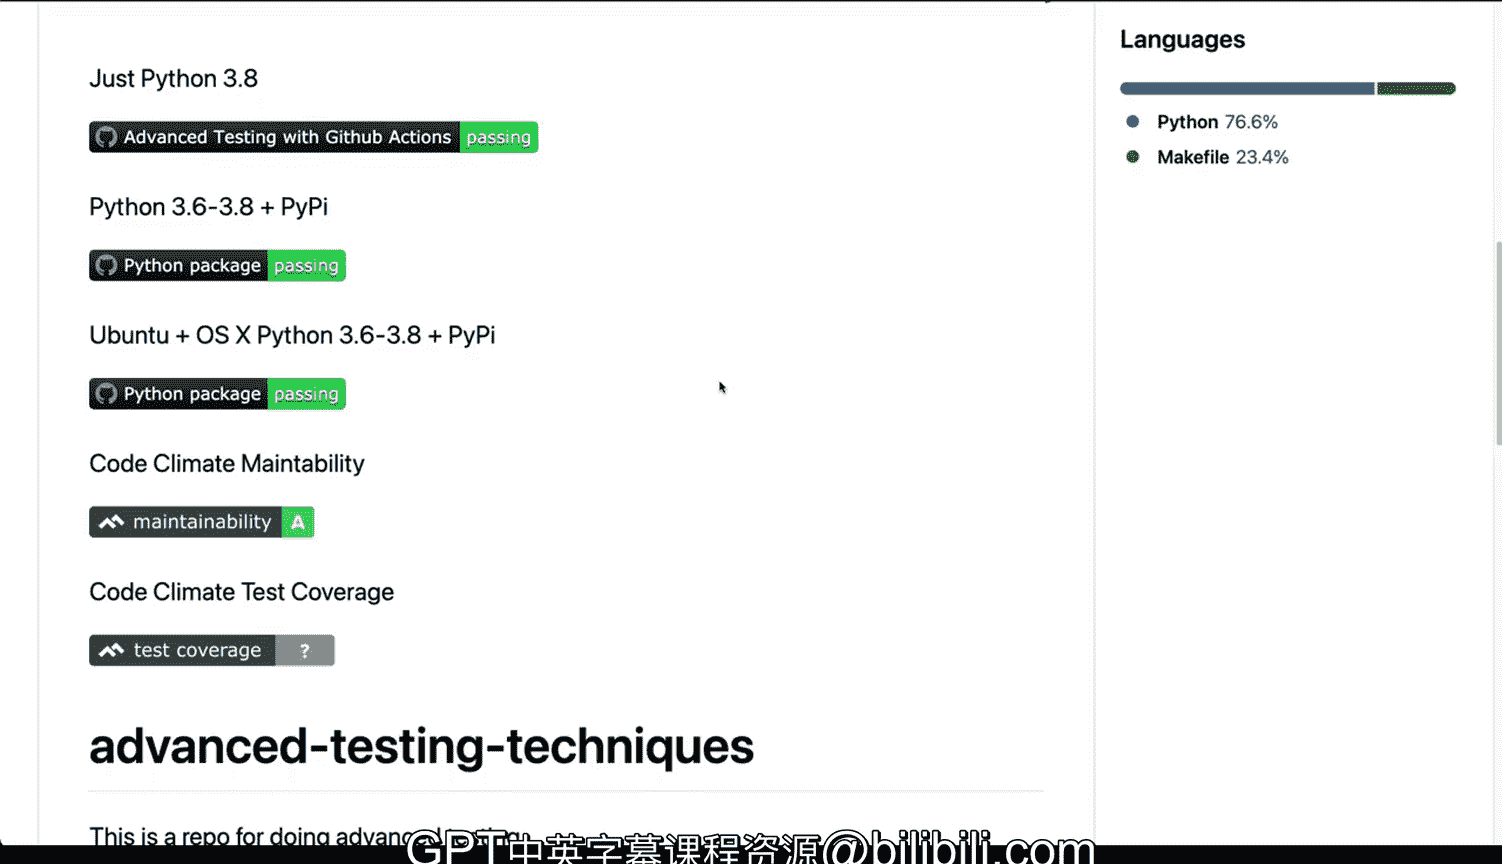 Just Python 3.8
Advanced Testing with Github Actions passing
Python 3.6-3.8 + PyPi
Python package passing
Ubuntu + OS X Python 3.6-3.8 + PyPi
Python package passing
Code Climate Maintability
maintainability A
Code Climate Test Coverage
test coverage ?
advanced-testing-techniques
This is a repo for doing advanced testing
Languages
Python 76.6%
Makefile 23.4%
GPT中英字幕课程资源@bilibili.com